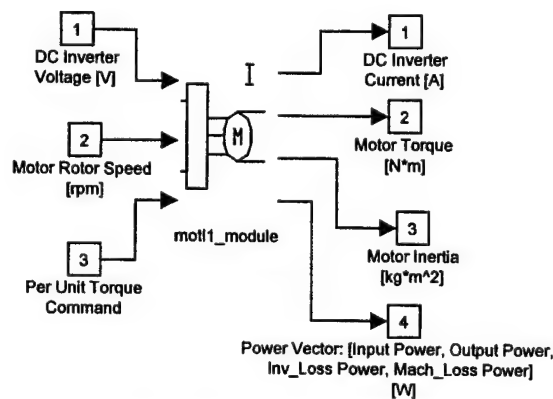 1
DC Inverter
Voltage [V]
2
Motor Rotor Speed
[rpm]
3
Per Unit Torque
Command
I
M
motl1_module
1
DC Inverter
Current [A]
2
Motor Torque
[N*m]
3
Motor Inertia
[kg*m^2]
4
Power Vector: [Input Power, Output Power,
Inv_Loss Power, Mach_Loss Power]
[W]